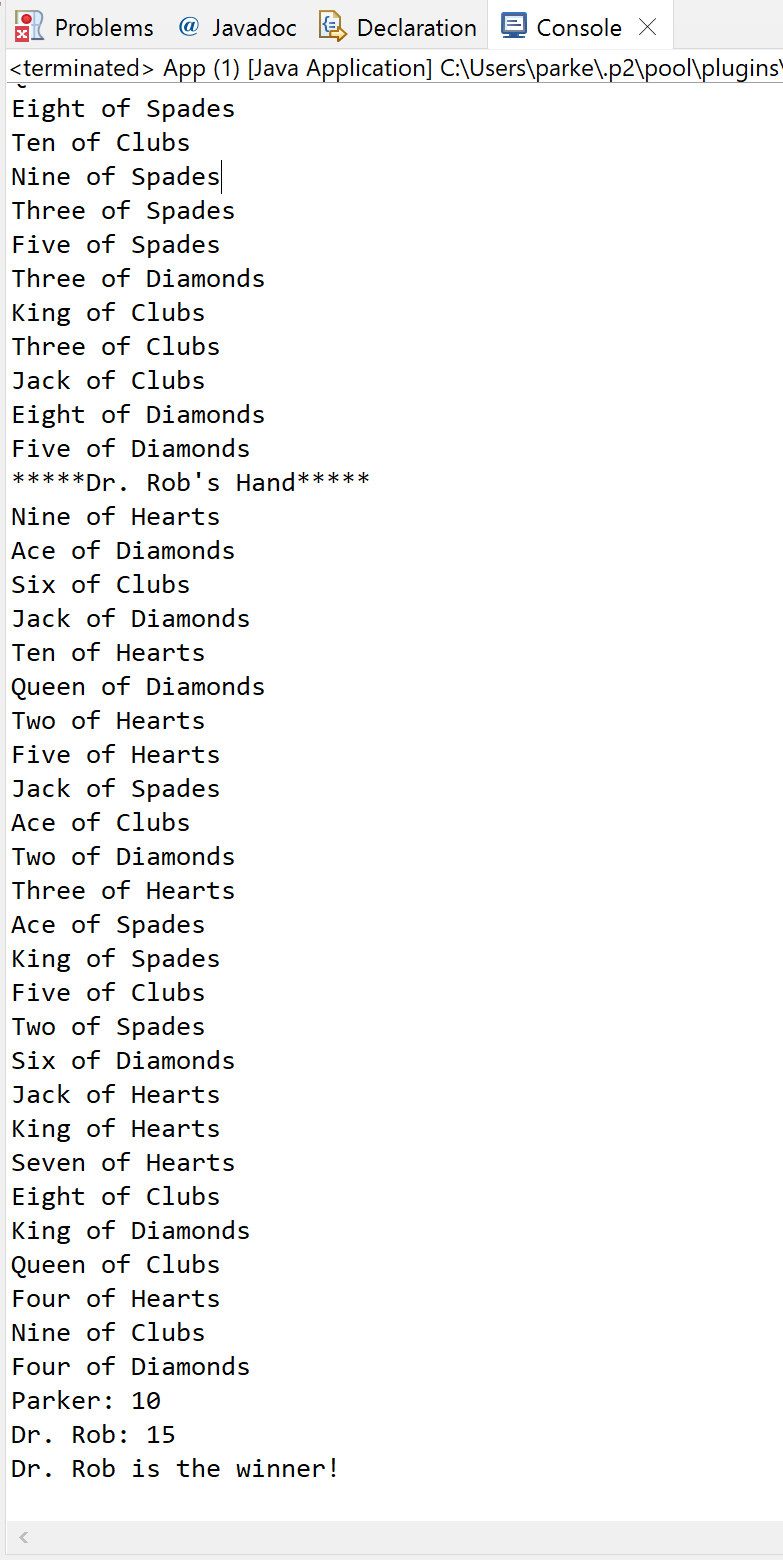 Problems Javadoc Declaration Console
<terminated> App (1) [Java Application] C:\Users\parke\.p2\pool\plugins\
Eight of Spades
Ten of Clubs
Nine of Spades
Three of Spades
Five of Spades
Three of Diamonds
King of Clubs
Three of Clubs
Jack of Clubs
Eight of Diamonds
Five of Diamonds
*****Dr. Rob's Hand*****
Nine of Hearts
Ace of Diamonds
Six of Clubs
Jack of Diamonds
Ten of Hearts
Queen of Diamonds
Two of Hearts
Five of Hearts
Jack of Spades
Ace of Clubs
Two of Diamonds
Three of Hearts
Ace of Spades
King of Spades
Five of Clubs
Two of Spades
Six of Diamonds
Jack of Hearts
King of Hearts
Seven of Hearts
Eight of Clubs
King of Diamonds
Queen of Clubs
Four of Hearts
Nine of Clubs
Four of Diamonds
Parker: 10
Dr. Rob: 15
Dr. Rob is the winner!